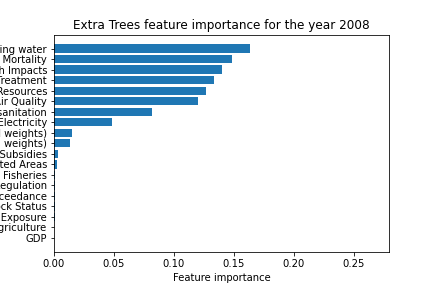 Extra Trees feature importance for the year 2008
ing water
Mortality
h Impacts
Treatment
Resources
Air Quality
sanitation
Electricity
weights)
weights)
Subsidies
ted Areas
Fisheries
egulation
ceedance
ck Status
Exposure
griculture
GDP
0.00 0.05 0.10 0.15 0.20 0.25
Feature importance